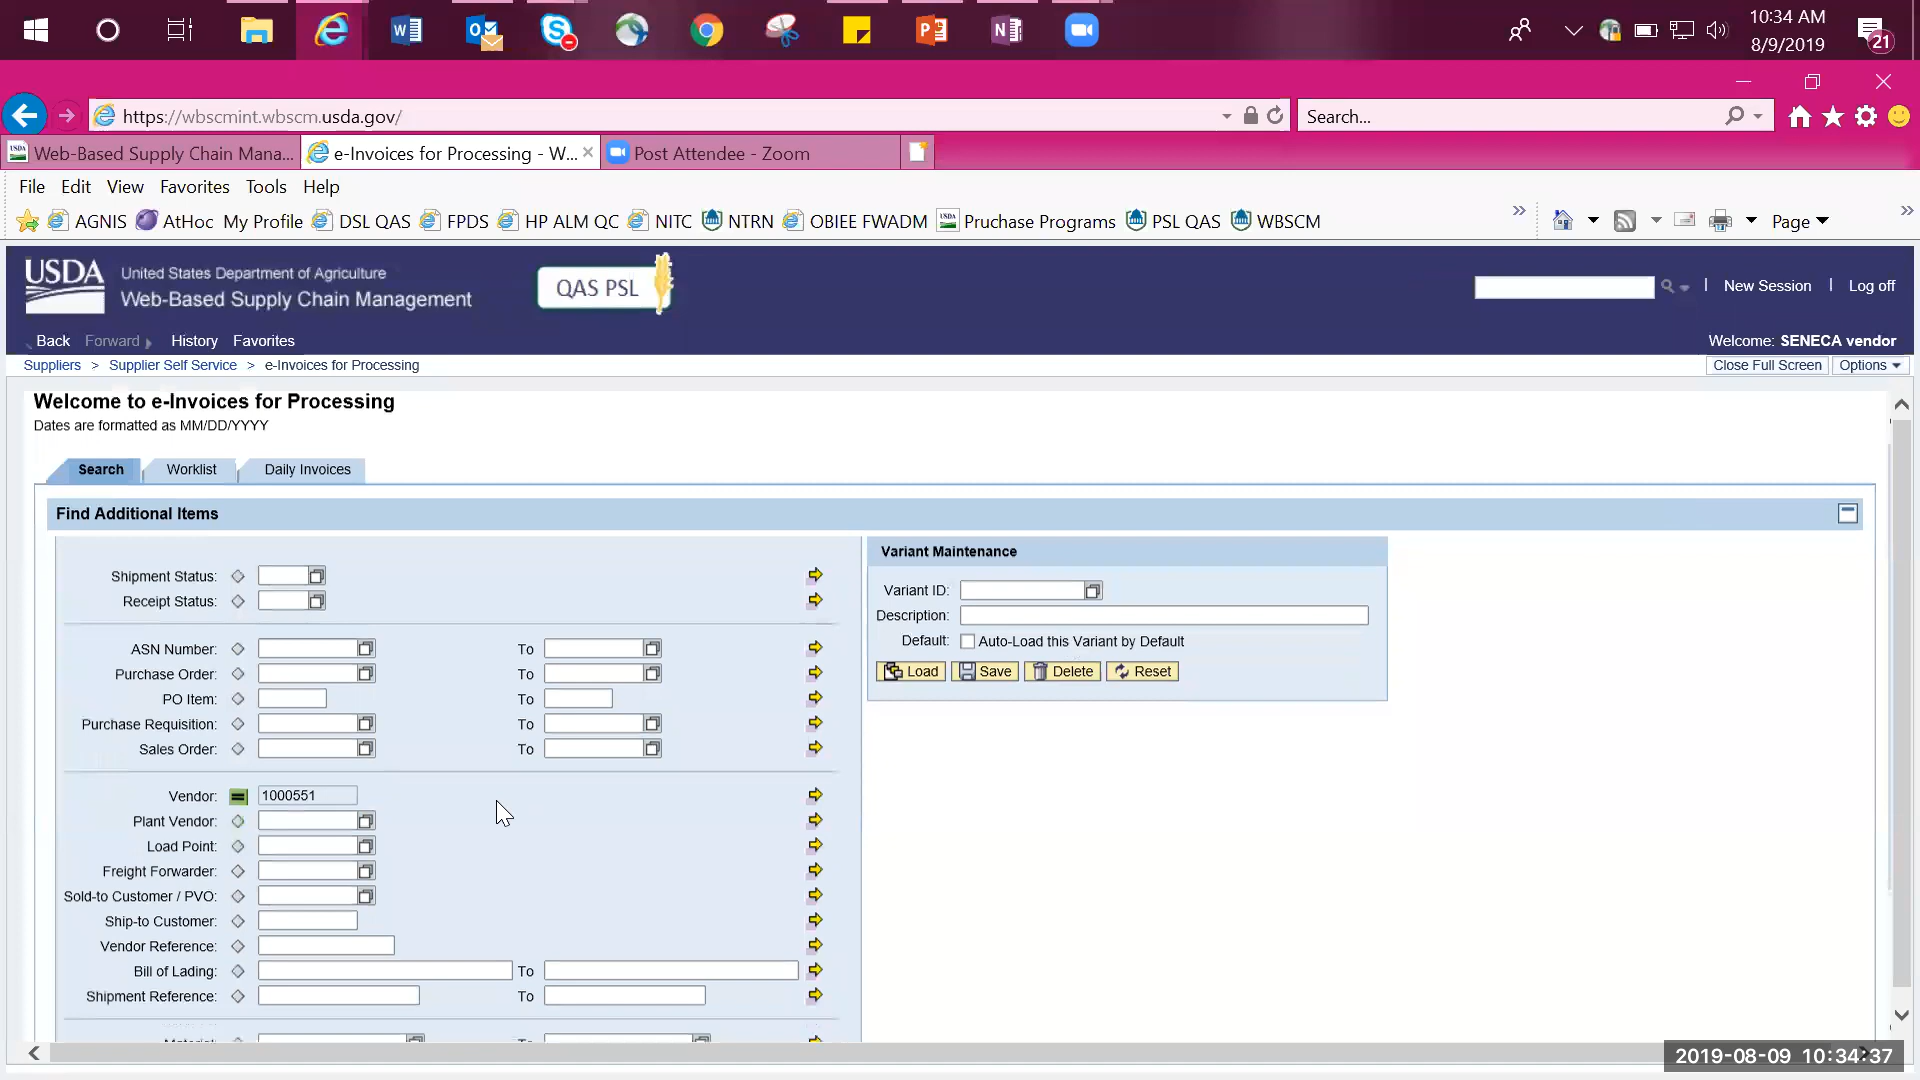 10:34 AM
8/9/2019
21
https://wbscmint.wbscm.usda.gov/
Search...
Web-Based Supply Chain Mana...
e-Invoices for Processing - W...
Post Attendee - Zoom
File Edit View Favorites Tools Help
AGNIS AtHoc My Profile DSL QAS FPDS HP ALM QC NITC NTRN OBIEE FWADM Pruchase Programs PSL QAS WBSCM Page
USDA
United States Department of Agriculture
Web-Based Supply Chain Management
QAS PSL
New Session Log off
Back Forward History Favorites
Welcome: SENECA vendor
Suppliers > Supplier Self Service > e-Invoices for Processing
Close Full Screen Options
Welcome to e-Invoices for Processing
Dates are formatted as MM/DD/YYYY
Search Worklist Daily Invoices
Find Additional Items
Shipment Status:
Receipt Status:
ASN Number: To
Purchase Order: To
PO Item: To
Purchase Requisition: To
Sales Order: To
Vendor: 1000551
Plant Vendor:
Load Point:
Freight Forwarder:
Sold-to Customer / PVO:
Ship-to Customer:
Vendor Reference:
Bill of Lading: To
Shipment Reference: To
Variant Maintenance
Variant ID:
Description:
Default: Auto-Load this Variant by Default
Load Save Delete Reset
2019-08-09 10:34:37